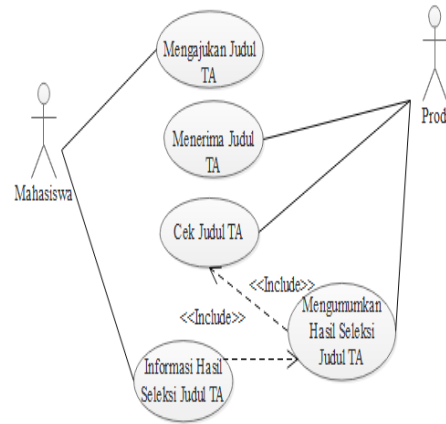 Mengajukan Judul
TA
Mahasiswa
Menerima Judul
TA
Prod
Cek Judul TA
<<Include>>
<<Include>>
Mengumumkan
Hasil Seleksi
Judul TA
Informasi Hasil
Seleksi Judul TA